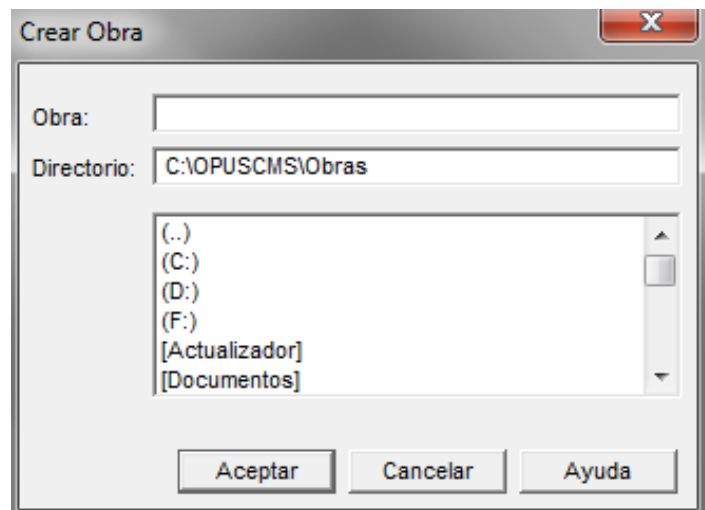 Crear Obra
X
Obra:
Directorio: C:\OPUSCMS\Obras
(..)
(C:)
(D:)
(F:)
[Actualizador]
[Documentos]
Aceptar Cancelar Ayuda